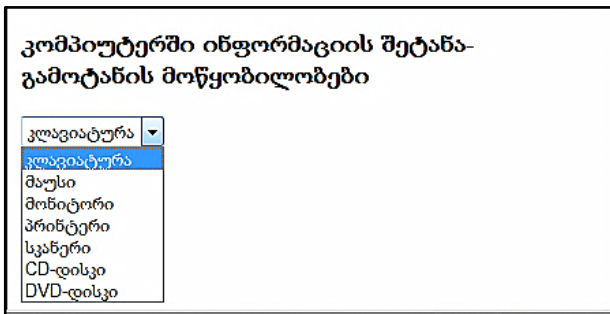 კომპიუტერში ინფორმაციის შეტანა-
გამოტანის მოწყობილობები
კლავიატურა
კლავიატურა
მაუსი
მონიტორი
პრინტერი
სკანერი
CD-დისკი
DVD-დისკი